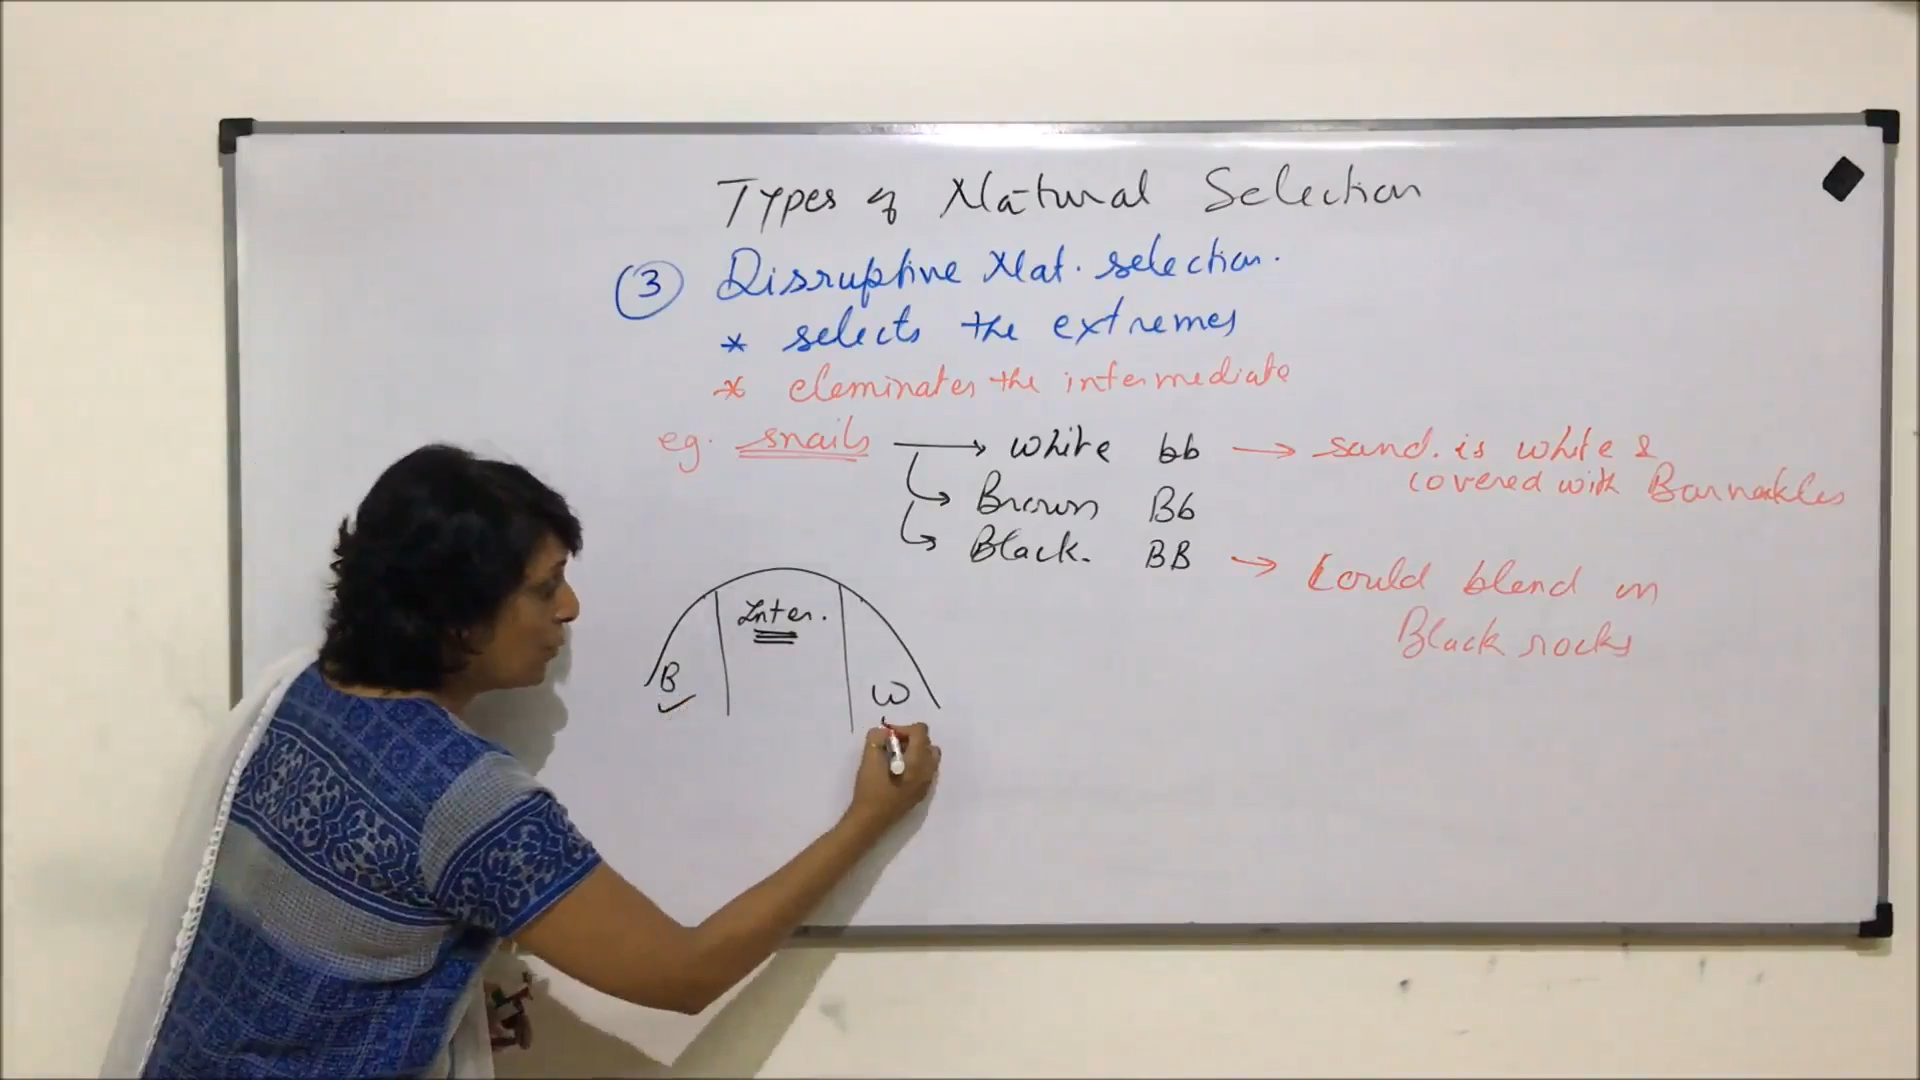 Types of Natural Selection
③ Disruptive Nat. selection.
* selects the extremes
* eleminates the intermediate
eg. snails → White bb → sand. is white &
covered with Barnakles
Brown Bb
Black. BB → Could blend in
Black rocks
Inter.
B
W